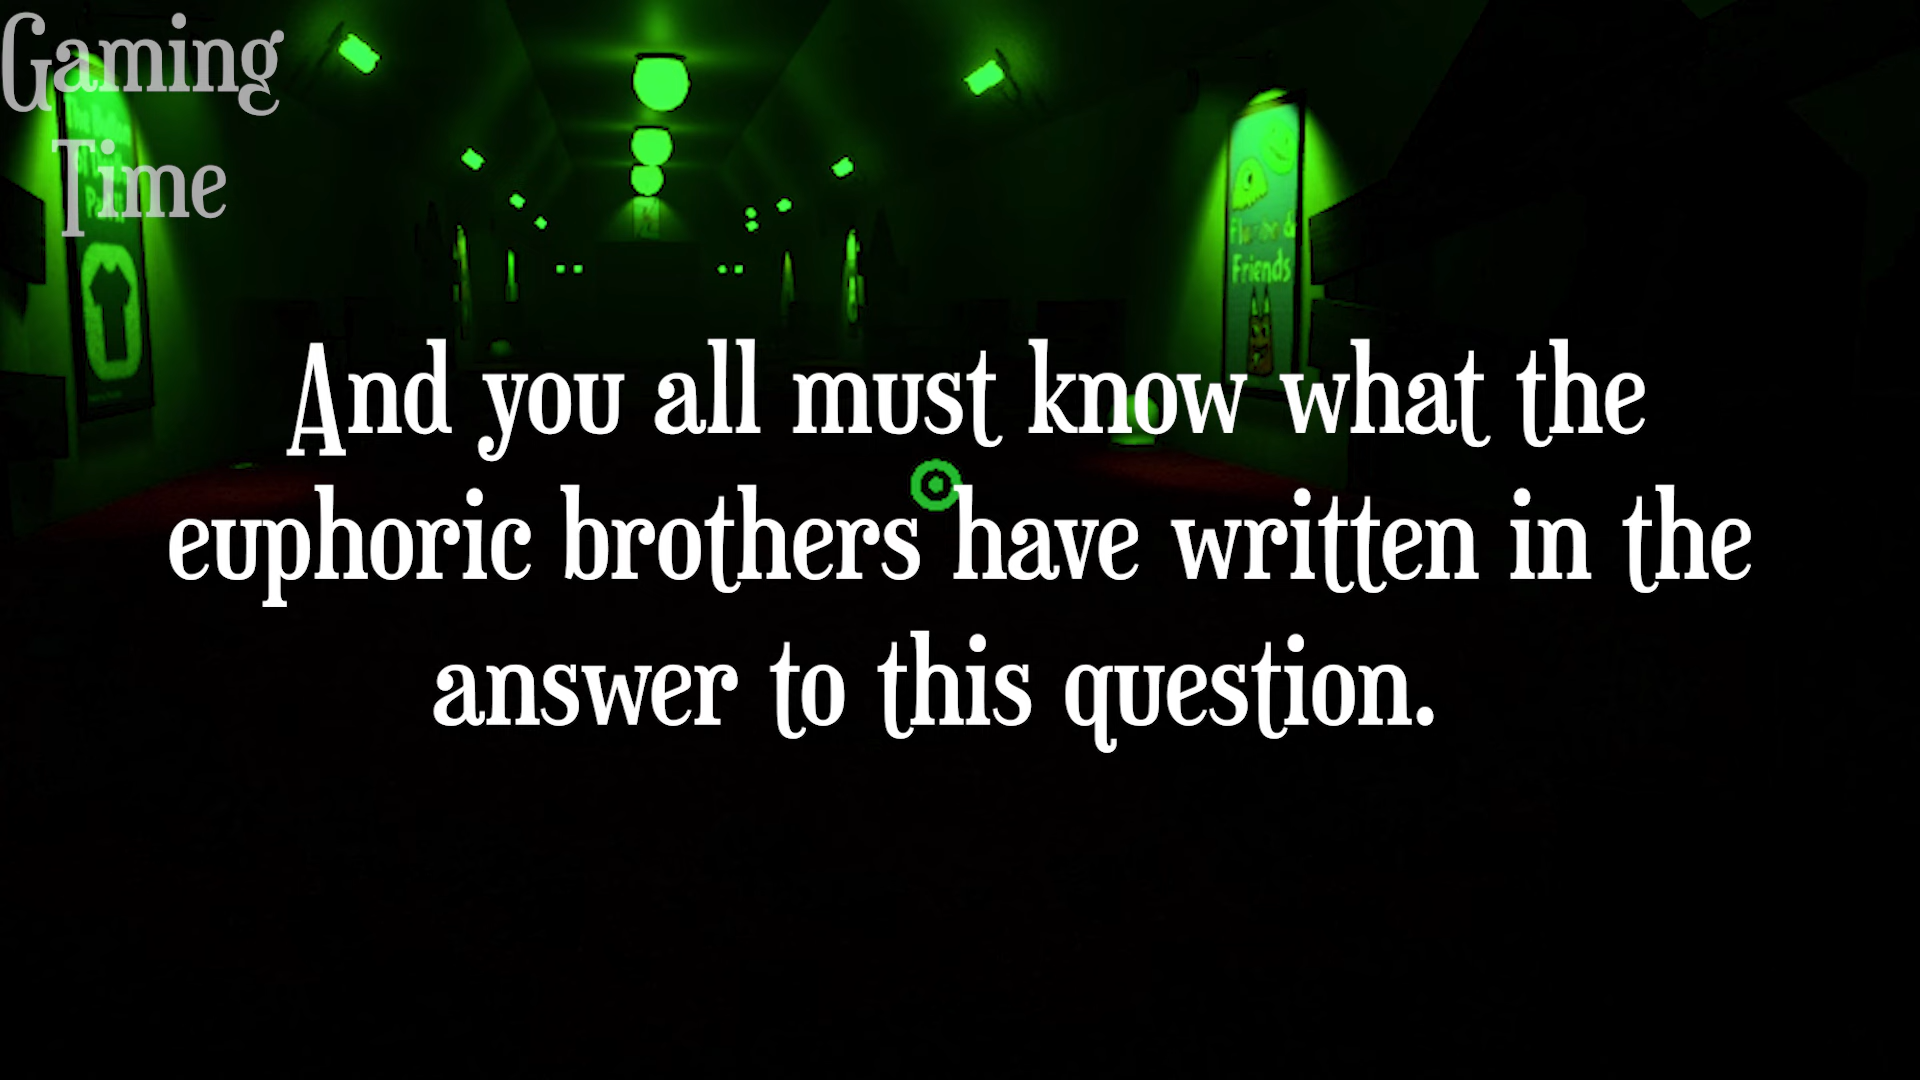 Gaming
Time
Friends
And you all must know what the
euphoric brothers have written in the
answer to this question.